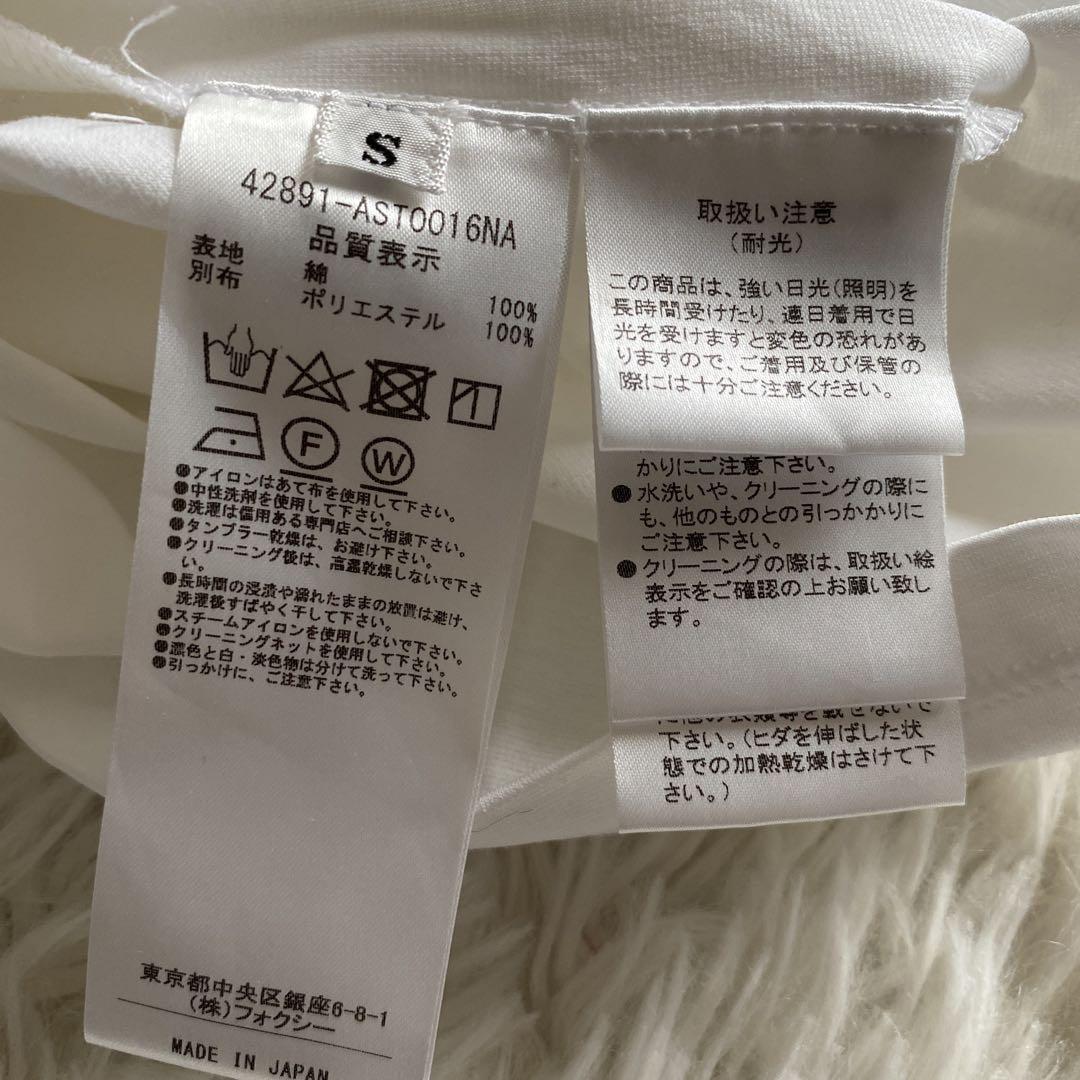 S
42891-AST0016NA
品質表示
表地 綿 100%
別布 ポリエステル 100%
1
F
W
アイロンはあて布を使用して下さい。
中性洗剤を使用して下さい。
洗濯は信用ある専門店へご相談下さい。
タンブラー乾燥は、お避け下さい。
クリーニング後は、高温乾燥しないで下さ
い。
長時間の浸漬や濡れたままの放置は避け、
洗濯後すばやく干して下さい。
スチームアイロンを使用しないで下さい。
クリーニングネットを使用して下さい。
濃色と白・淡色物は分けて洗って下さい。
引っかけに、ご注意下さい。
東京都中央区銀座6-8-1
(株)フォクシー
MADE IN JAPAN
取扱い注意
(耐光)
この商品は、強い日光(照明)を
長時間受けたり、連日着用で日
光を受けますと変色の恐れがあ
りますので、ご着用及び保管の
際には十分ご注意ください。
かりにご注意下さい。
●水洗いや、クリーニングの際に
も、他のものとの引っかかりに
ご注意下さい。
●クリーニングの際は、取扱い絵
表示をご確認の上お願い致し
ます。
に他の衣類等を載せないで
下さい。(ヒダを伸ばした状
態での加熱乾燥はさけて下
さい。)